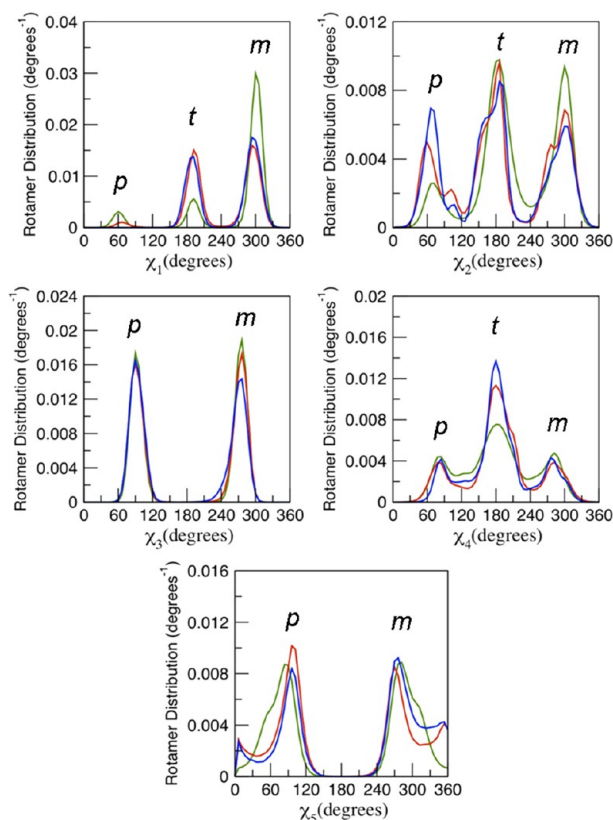 0.04
0.03
0.02
0.01
0
Rotamer Distribution (degrees⁻¹)
p
t
m
0 60 120 180 240 300 360
χ₁(degrees)
0.012
0.008
0.004
0
Rotamer Distribution (degrees⁻¹)
p
t
m
0 60 120 180 240 300 360
χ₂(degrees)
0.024
0.02
0.016
0.012
0.008
0.004
0
Rotamer Distribution (degrees⁻¹)
p
m
0 60 120 180 240 300 360
χ₃(degrees)
0.02
0.016
0.012
0.008
0.004
0
Rotamer Distribution (degrees⁻¹)
p
t
m
0 60 120 180 240 300 360
χ₄(degrees)
0.016
0.012
0.008
0.004
0
Rotamer Distribution (degrees⁻¹)
p
m
0 60 120 180 240 300 360
χ₅(degrees)